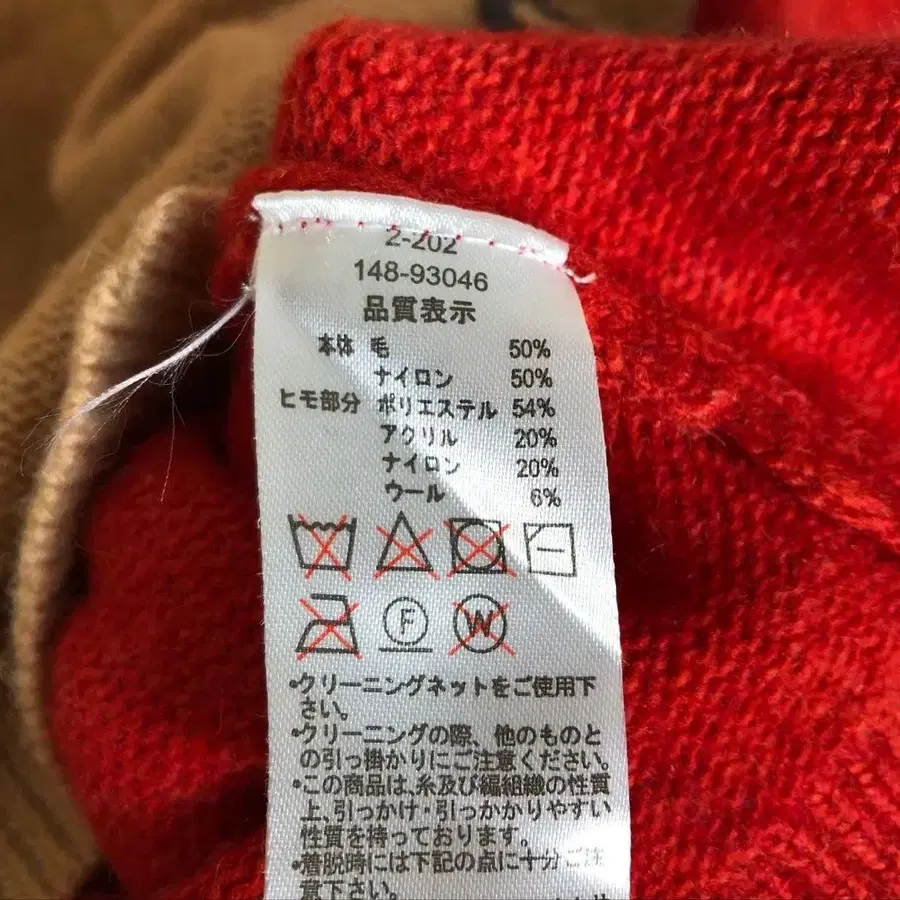 2-202
148-93046
品質表示
本体 毛 50%
ナイロン 50%
ヒモ部分 ポリエステル 54%
アクリル 20%
ナイロン 20%
ウール 6%
F W
•クリーニングネットをご使用下
さい。
•クリーニングの際、他のものと
の引っ掛かりにご注意ください。
•この商品は、糸及び編組織の性質
上、引っかけ・引っかかりやすい
性質を持っております。
•着脱時には下記の点に十分ご注
意下さい。